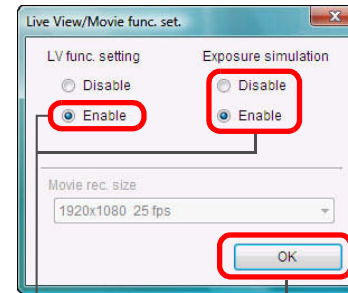 Live View/Movie func. set.
LV func. setting Exposure simulation
Disable Disable
Enable Enable
Movie rec. size
1920x1080 25 fps
OK